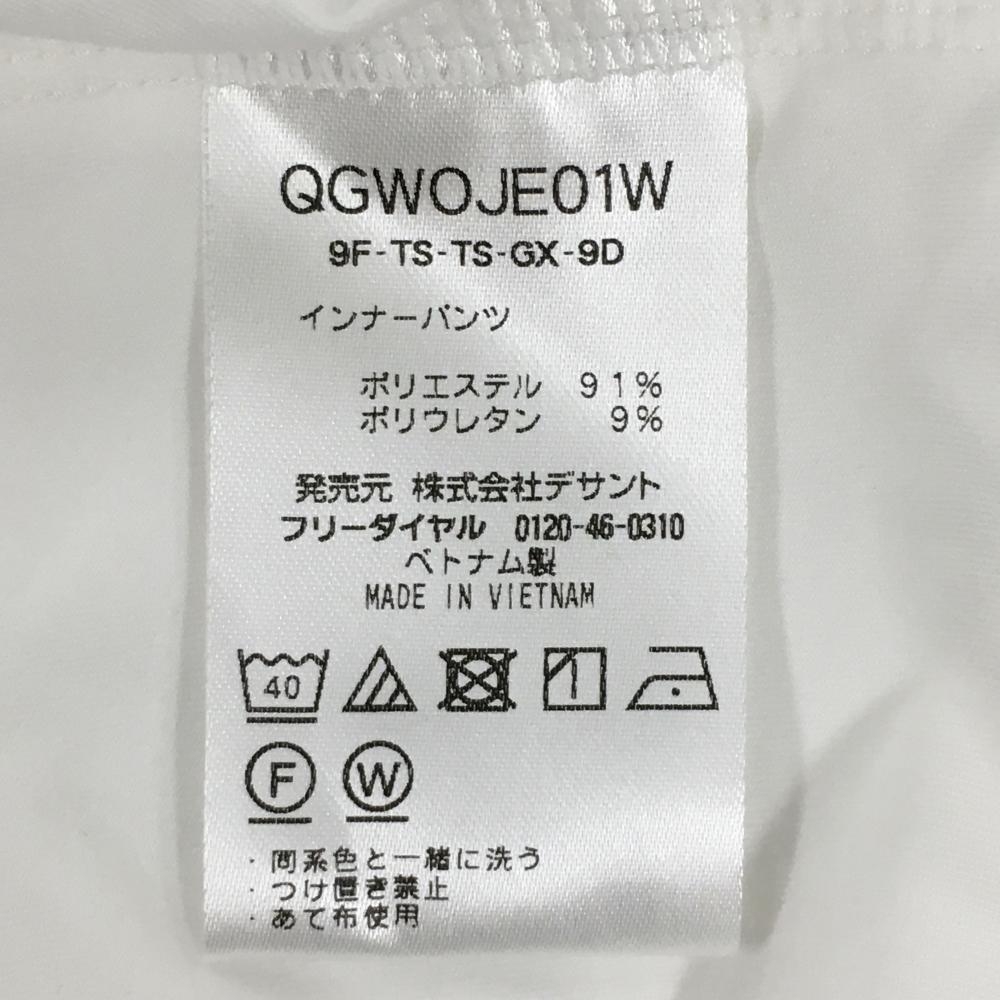 QGWOJE01W
9F-TS-TS-GX-9D
インナーパンツ
ポリエステル 91%
ポリウレタン 9%
発売元 株式会社デサント
フリーダイヤル 0120-46-0310
ベトナム製
MADE IN VIETNAM
40
F W
・同系色と一緒に洗う
・つけ置き禁止
・あて布使用